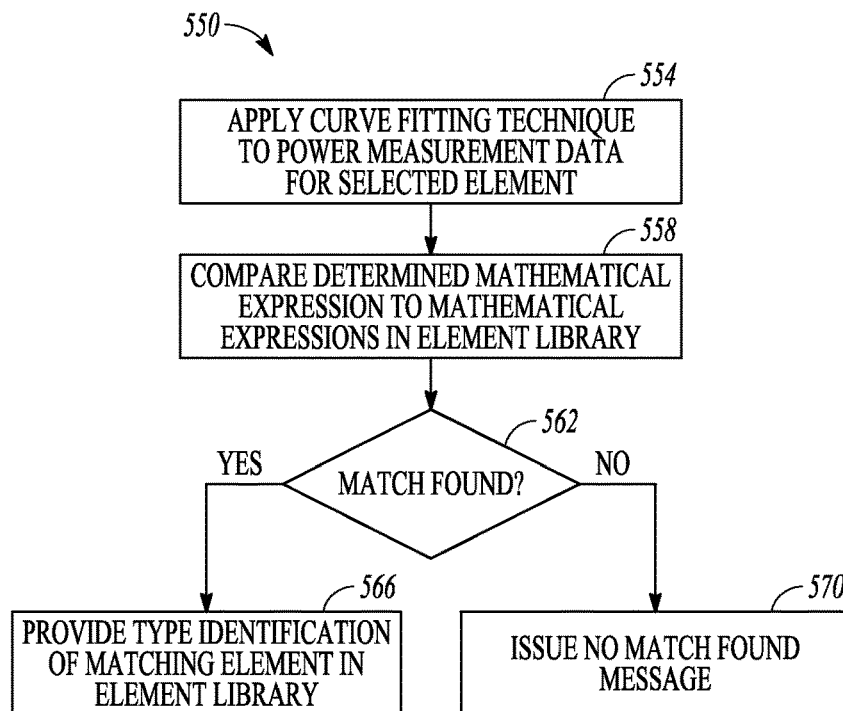 550
554
APPLY CURVE FITTING TECHNIQUE
TO POWER MEASUREMENT DATA
FOR SELECTED ELEMENT
558
COMPARE DETERMINED MATHEMATICAL
EXPRESSION TO MATHEMATICAL
EXPRESSIONS IN ELEMENT LIBRARY
562
YES
MATCH FOUND?
NO
566
PROVIDE TYPE IDENTIFICATION
OF MATCHING ELEMENT IN
ELEMENT LIBRARY
570
ISSUE NO MATCH FOUND
MESSAGE